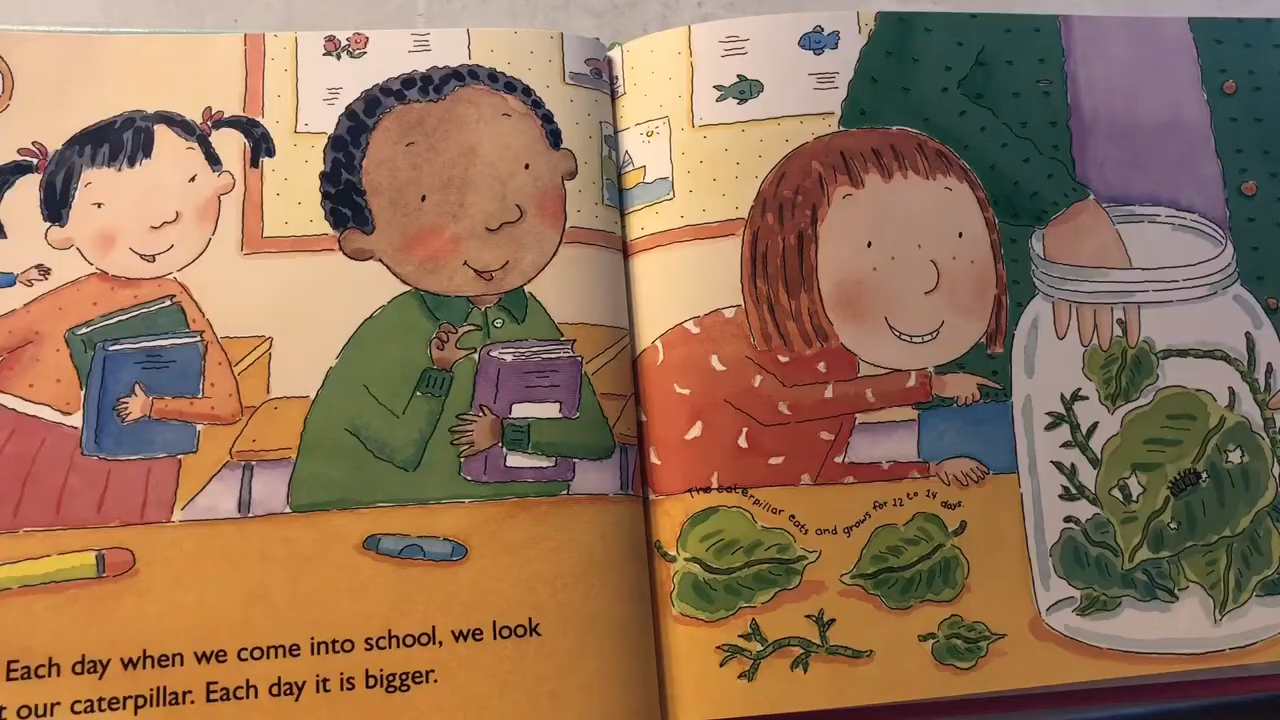 Each day when we come into school, we look
our caterpillar. Each day it is bigger.
The caterpillar eats and grows for 12 to 14 days.